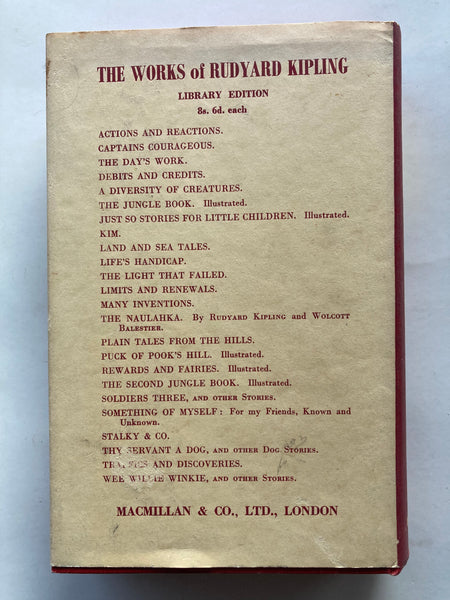 THE WORKS of RUDYARD KIPLING
LIBRARY EDITION
8s. 6d. each
ACTIONS AND REACTIONS.
CAPTAINS COURAGEOUS.
THE DAY'S WORK.
DEBITS AND CREDITS.
A DIVERSITY OF CREATURES.
THE JUNGLE BOOK. Illustrated.
JUST SO STORIES FOR LITTLE CHILDREN. Illustrated.
KIM.
LAND AND SEA TALES.
LIFE'S HANDICAP.
THE LIGHT THAT FAILED.
LIMITS AND RENEWALS.
MANY INVENTIONS.
THE NAULAHKA. By Rudyard Kipling and Wolcott
Balestier.
PLAIN TALES FROM THE HILLS.
PUCK OF POOK'S HILL. Illustrated.
REWARDS AND FAIRIES. Illustrated.
THE SECOND JUNGLE BOOK. Illustrated.
SOLDIERS THREE, and other Stories.
SOMETHING OF MYSELF: For my Friends, Known and
Unknown.
STALKY & CO.
THY SERVANT A DOG, and other Dog Stories.
TRAFFICS AND DISCOVERIES.
WEE WILLIE WINKIE, and other Stories.
MACMILLAN & CO., LTD., LONDON